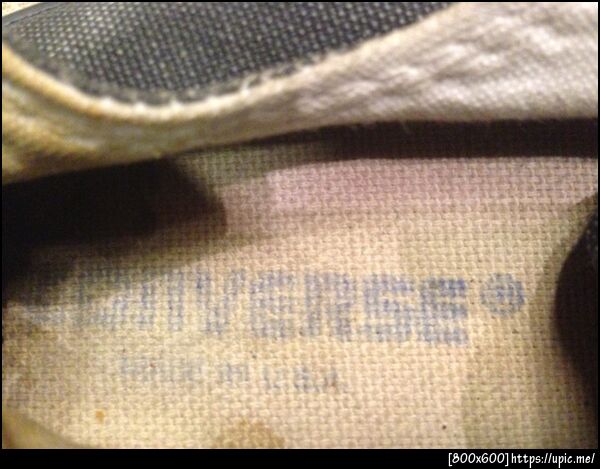 CONVERSE ®
MADE IN U.S.A.
[800x600]https://upic.me/